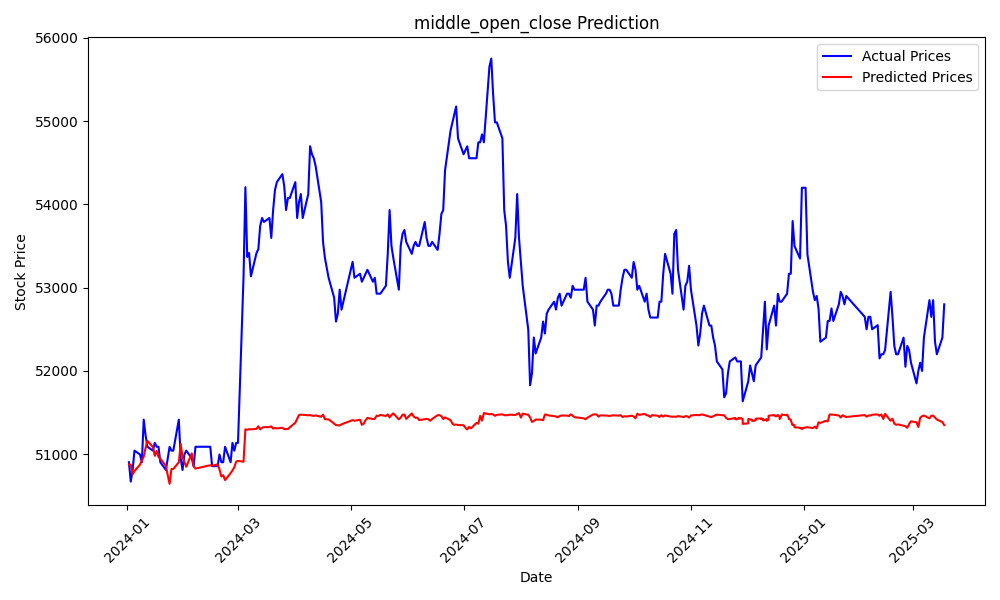 middle_open_close Prediction
Actual Prices
Predicted Prices
Stock Price
56000
55000
54000
53000
52000
51000
2024-01
2024-03
2024-05
2024-07
2024-09
2024-11
2025-01
2025-03
Date